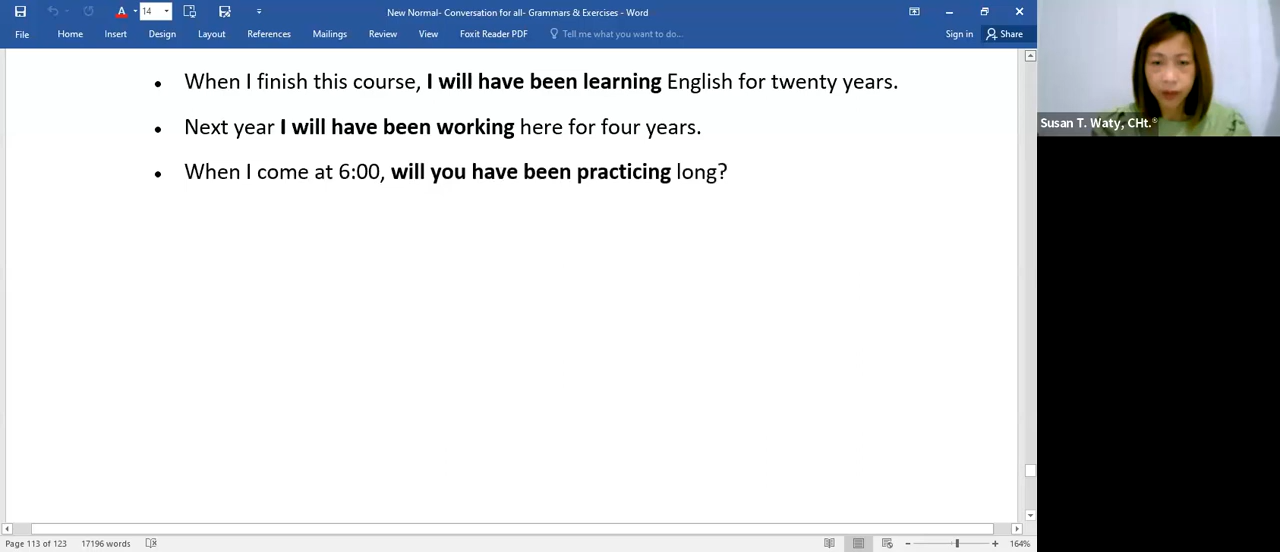 14
New Normal- Conversation for all- Grammars & Exercises - Word
File Home Insert Design Layout References Mailings Review View Foxit Reader PDF Tell me what you want to do... Sign in Share
• When I finish this course, I will have been learning English for twenty years.
• Next year I will have been working here for four years.
• When I come at 6:00, will you have been practicing long?
Susan T. Waty, CHt.®
Page 113 of 123 17196 words 164%